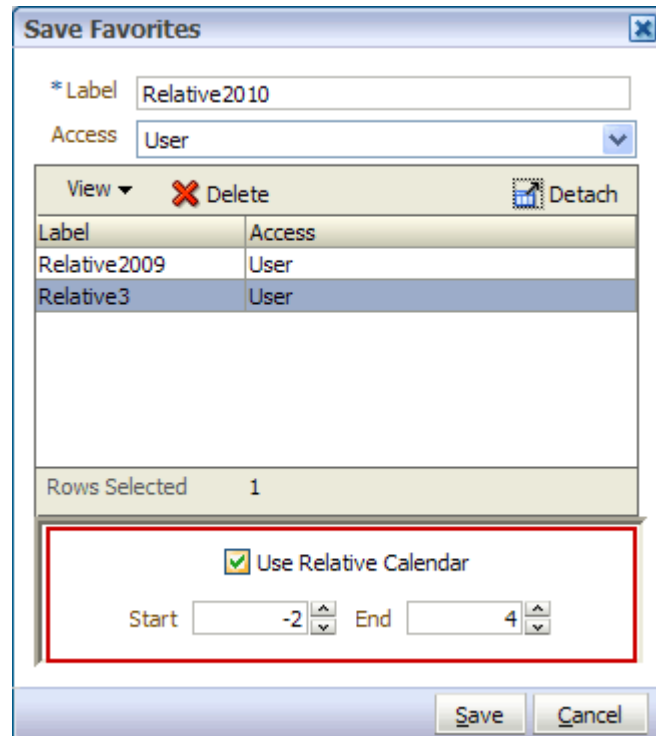 Save Favorites
* Label Relative2010
Access User
View Delete Detach
Label Access
Relative2009 User
Relative3 User
Rows Selected 1
Use Relative Calendar
Start -2 End 4
Save Cancel